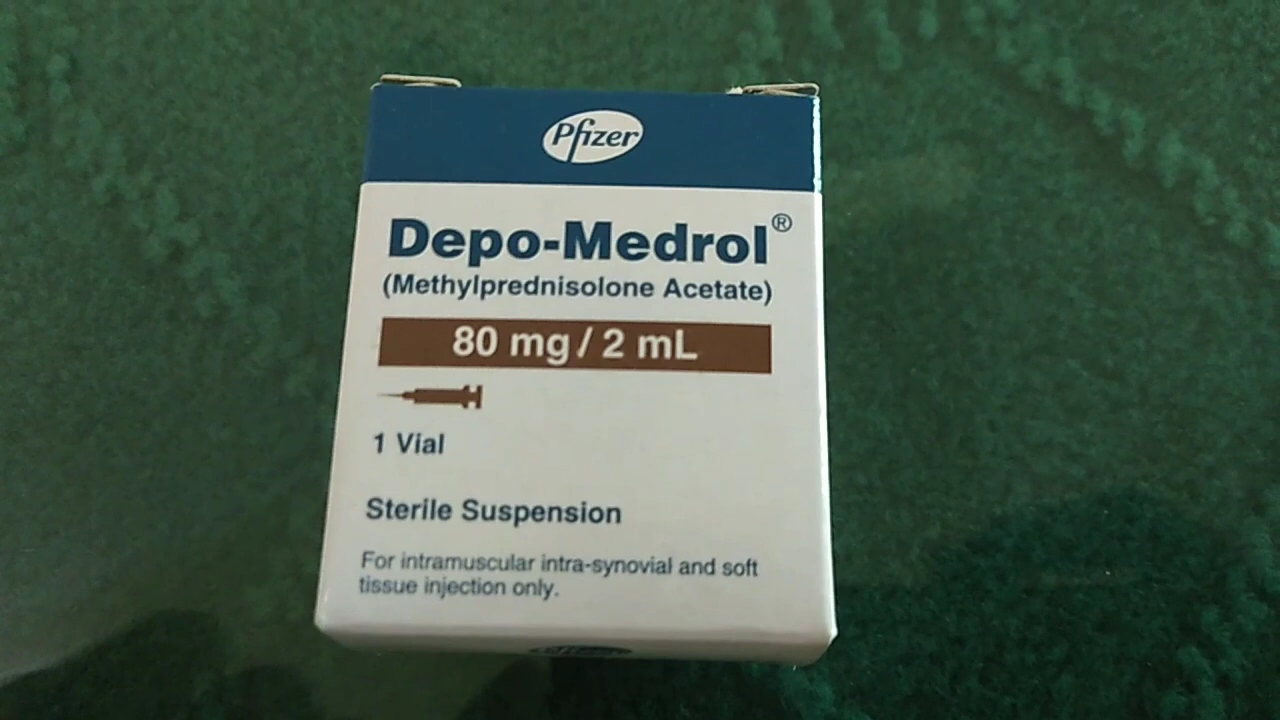 Pfizer
Depo-Medrol®
(Methylprednisolone Acetate)
80 mg / 2 mL
1 Vial
Sterile Suspension
For intramuscular intra-synovial and soft
tissue injection only.